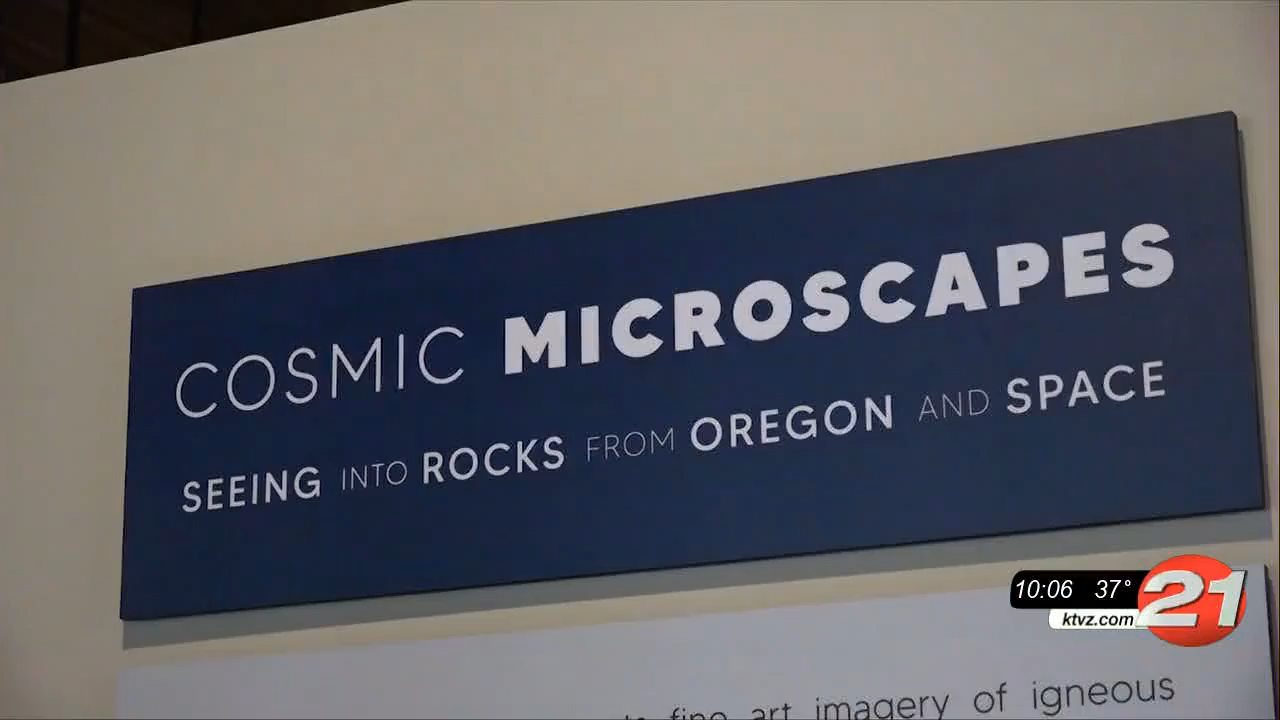 COSMIC MICROSCAPES
SEEING INTO ROCKS FROM OREGON AND SPACE
10:06 37°
21
ktvz.com
fine art imagery of igneous